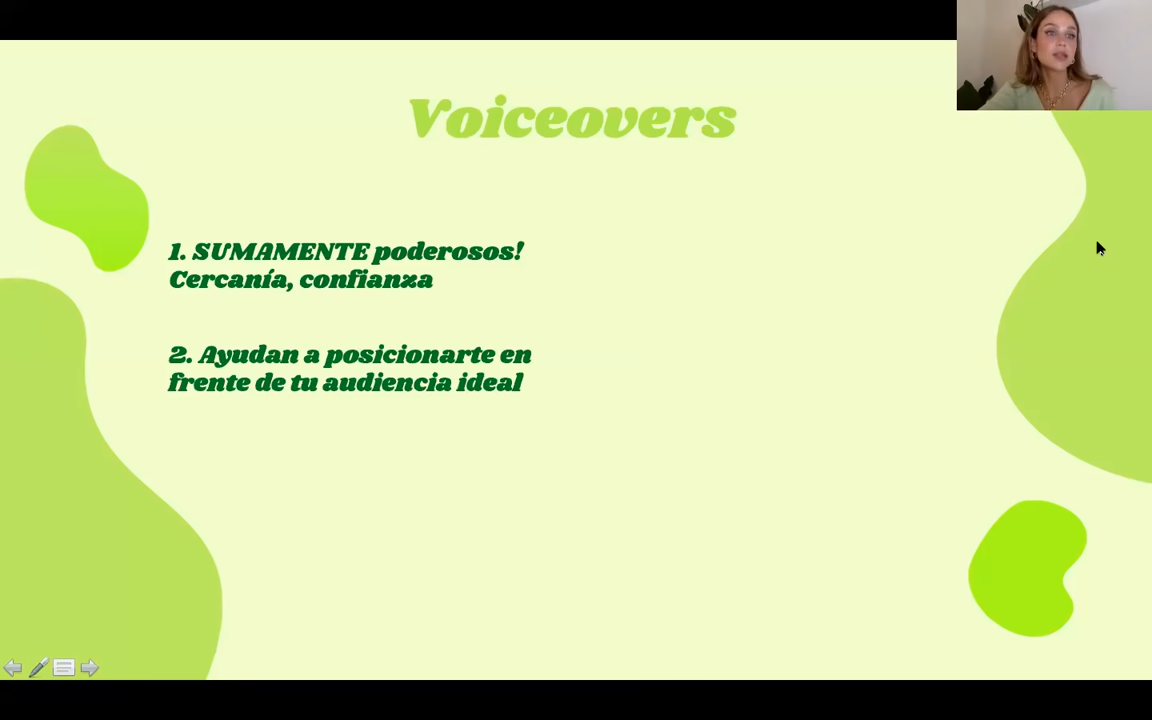 Voiceovers
1. SUMAMENTE poderosos!
Cercanía, confianza
2. Ayudan a posicionarte en
frente de tu audiencia ideal